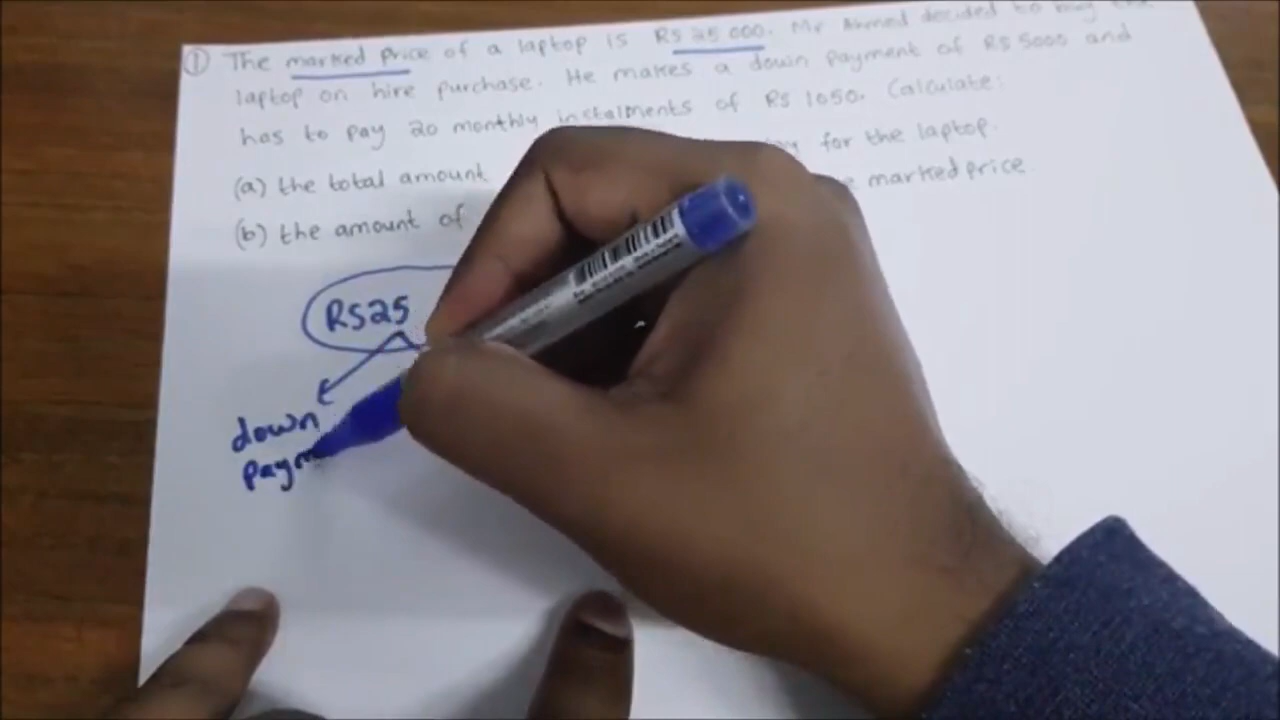 ① The marked price of a laptop is Rs 25 000. Mr Ahmed decided to buy the
laptop on hire purchase. He makes a down payment of Rs 5000 and
has to pay 20 monthly instalments of Rs 1050. Calculate:
(a) the total amount for the laptop.
(b) the amount of marked price.
Rs25
down
paym